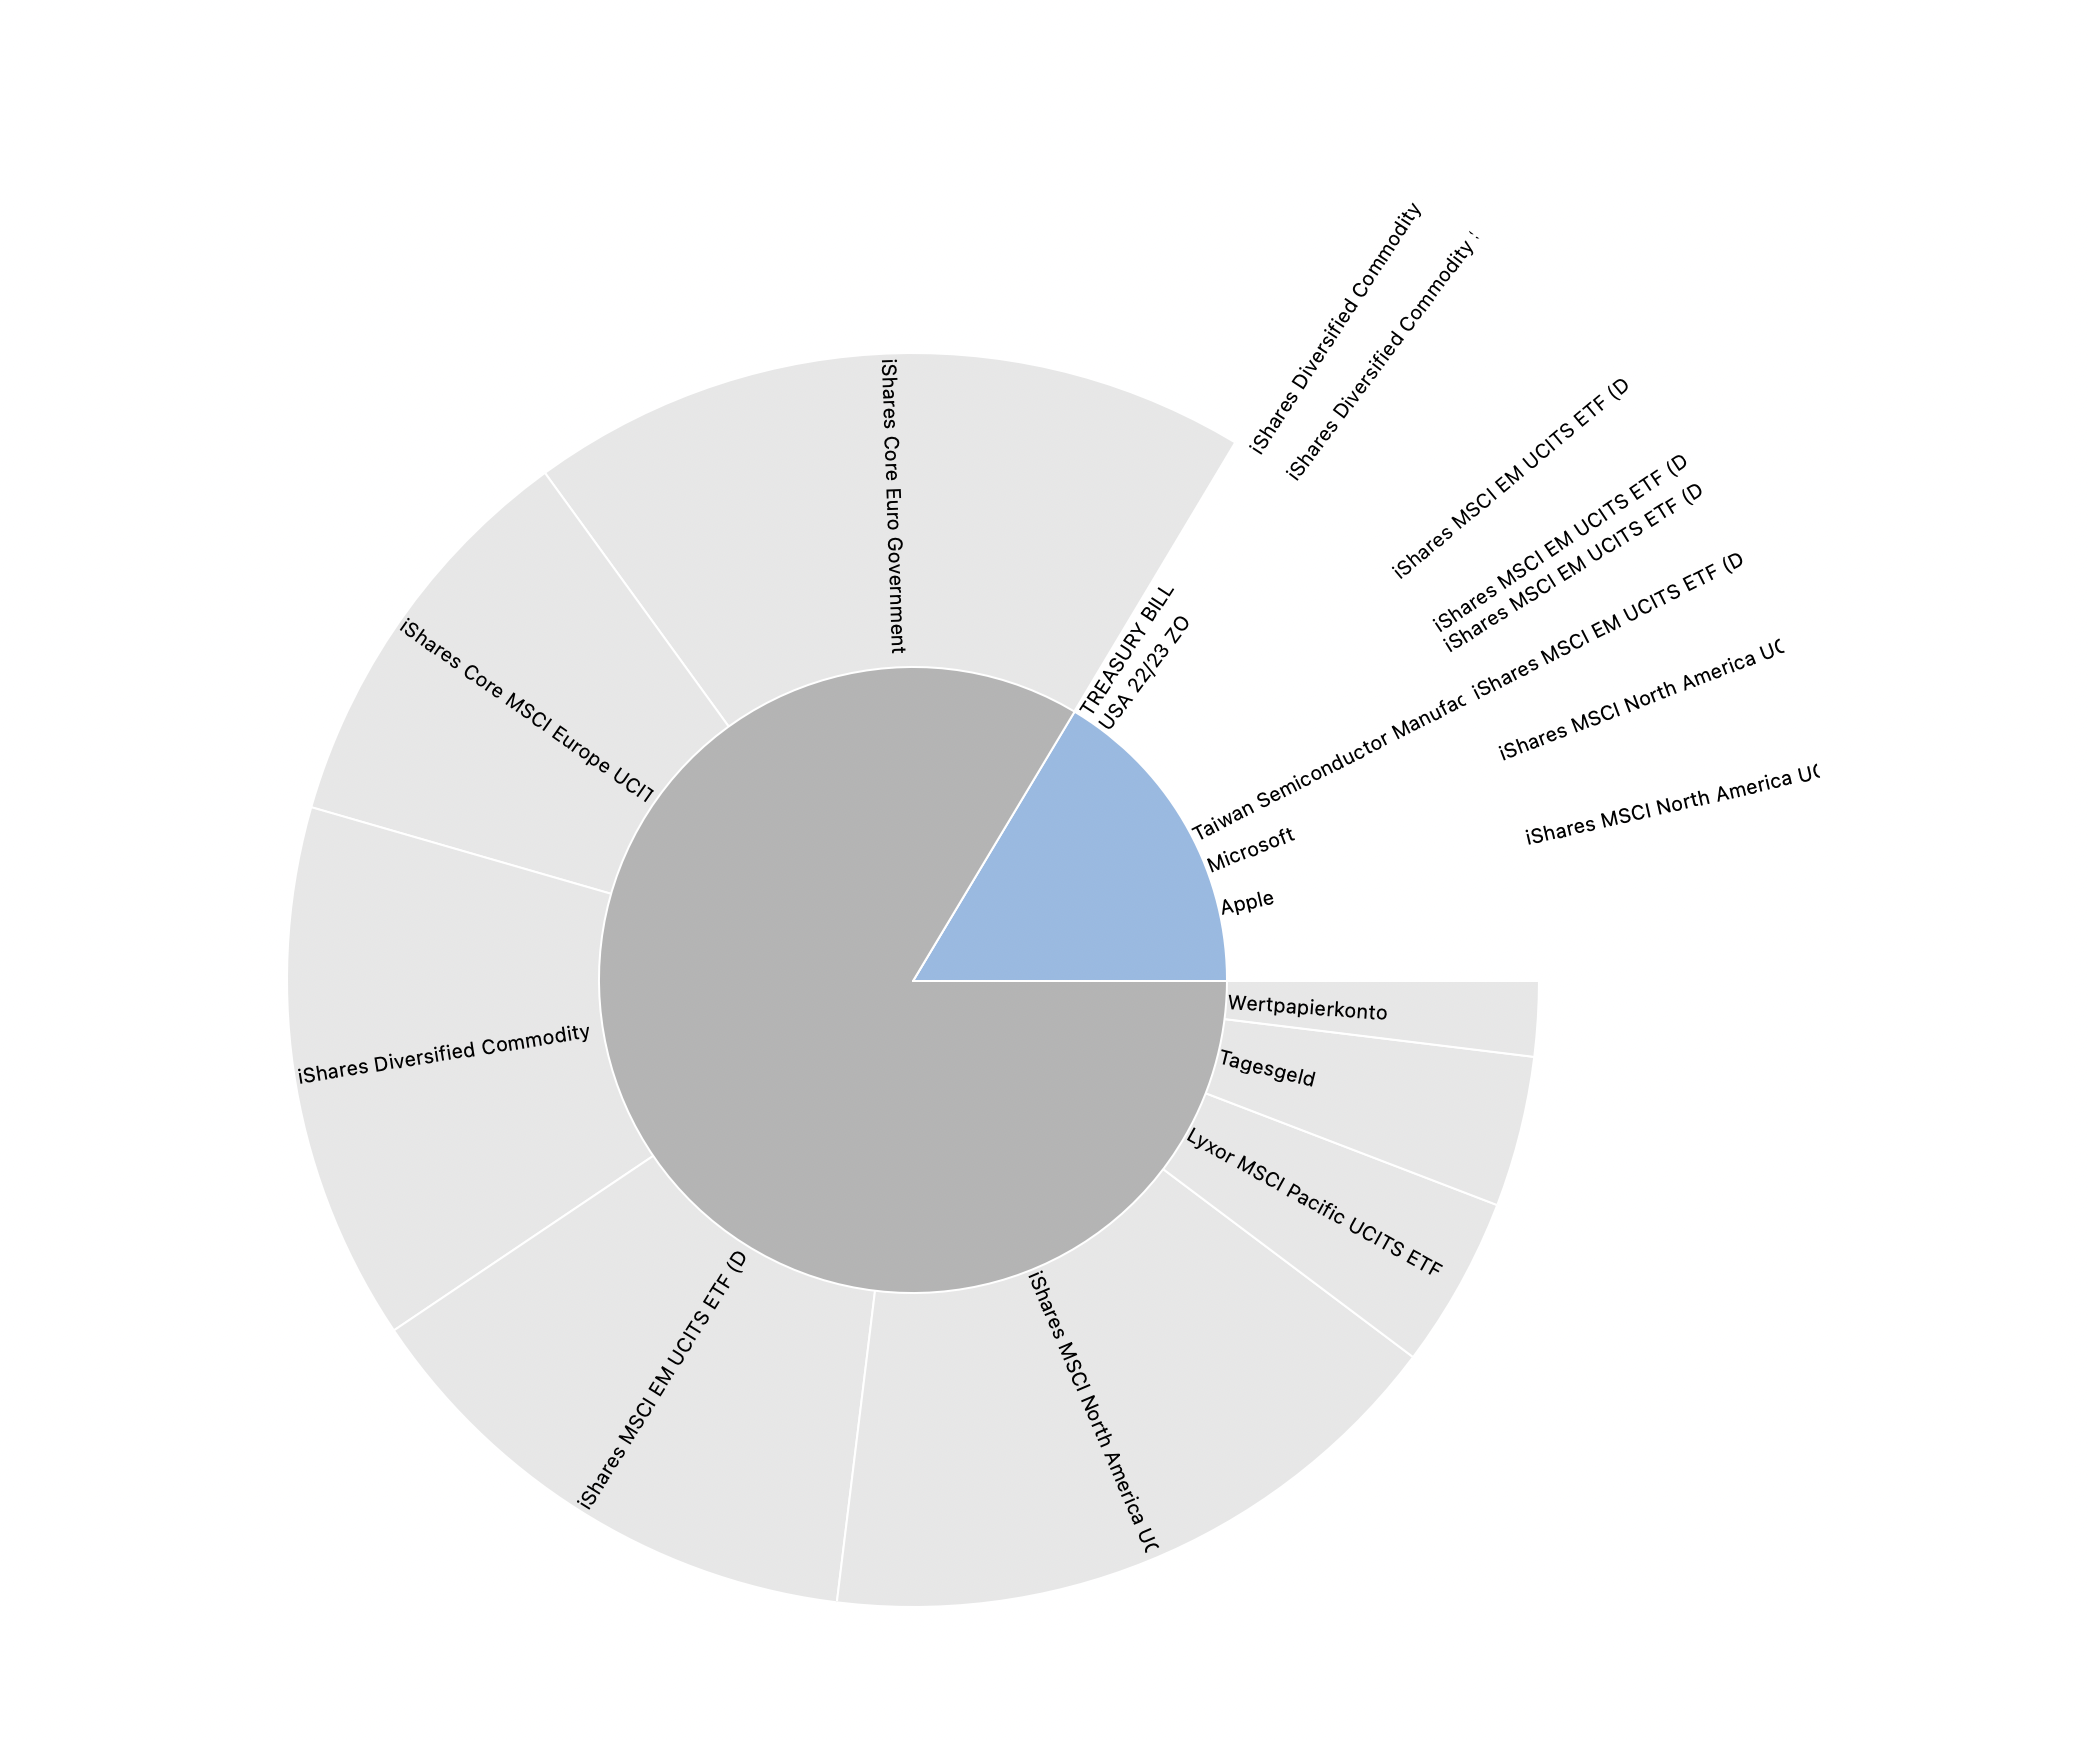 iShares Diversified Commodity
iShares Diversified Commodity
iShares MSCI EM UCITS ETF (D
iShares MSCI EM UCITS ETF (D
iShares MSCI EM UCITS ETF (D
iShares MSCI EM UCITS ETF (D
iShares MSCI North America UC
iShares MSCI North America UC
TREASURY BILL
USA 22/23 ZO
Taiwan Semiconductor Manufac
Microsoft
Apple
iShares Core Euro Government
iShares Core MSCI Europe UCIT
iShares Diversified Commodity
iShares MSCI EM UCITS ETF (D
iShares MSCI North America UC
Lyxor MSCI Pacific UCITS ETF
Tagesgeld
Wertpapierkonto